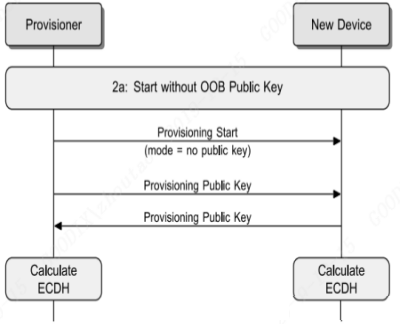 Provisioner
New Device
2a: Start without OOB Public Key
Provisioning Start
(mode = no public key)
Provisioning Public Key
Provisioning Public Key
Calculate
ECDH
Calculate
ECDH